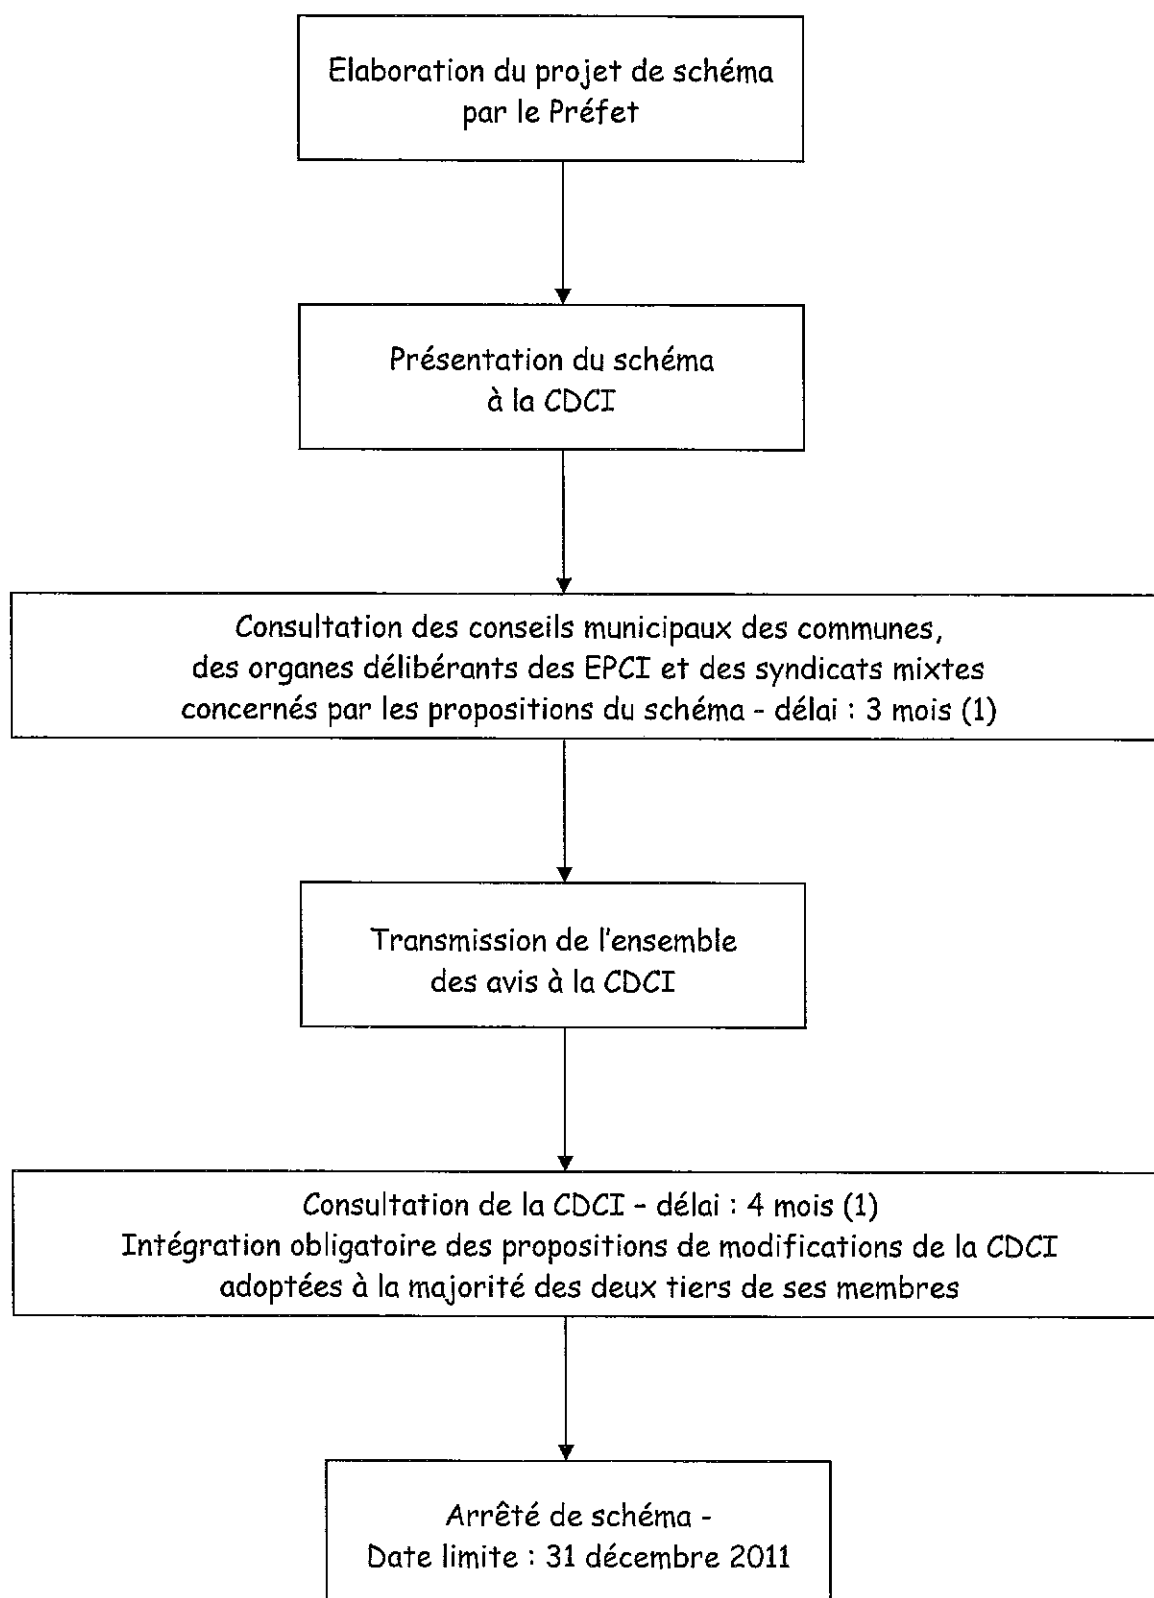 Elaboration du projet de schéma
par le Préfet
Présentation du schéma
à la CDCI
Consultation des conseils municipaux des communes,
des organes délibérants des EPCI et des syndicats mixtes
concernés par les propositions du schéma - délai : 3 mois (1)
Transmission de l'ensemble
des avis à la CDCI
Consultation de la CDCI - délai : 4 mois (1)
Intégration obligatoire des propositions de modifications de la CDCI
adoptées à la majorité des deux tiers de ses membres
Arrêté de schéma -
Date limite : 31 décembre 2011